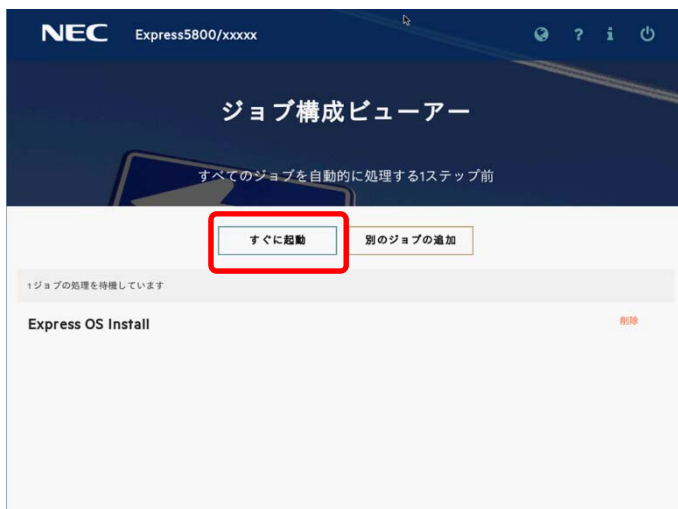 NEC Express5800/xxxxx ? i
ジョブ構成ビューアー
すべてのジョブを自動的に処理する1ステップ前
すぐに起動 別のジョブの追加
1ジョブの処理を待機しています
Express OS Install 削除